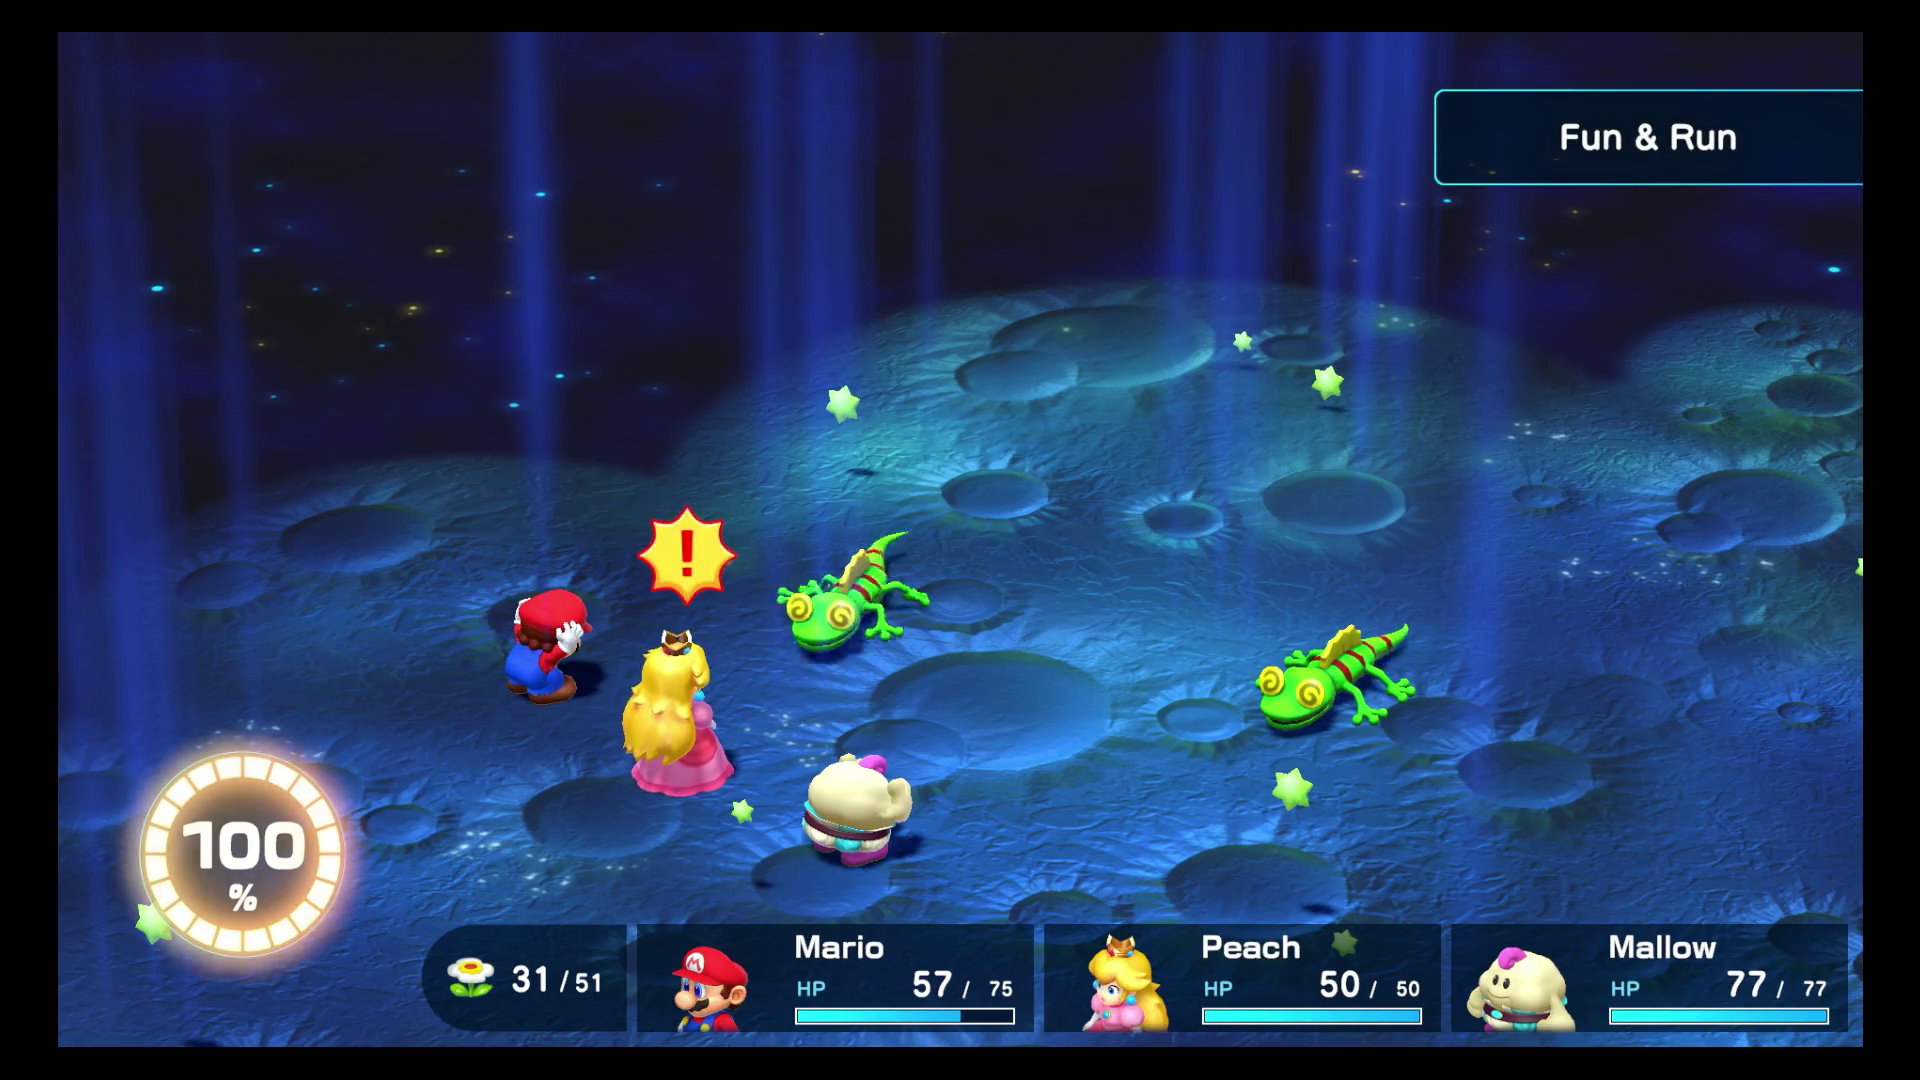 Fun & Run
!
100
%
31 / 51
Mario
HP 57 / 75
Peach
HP 50 / 50
Mallow
HP 77 / 77